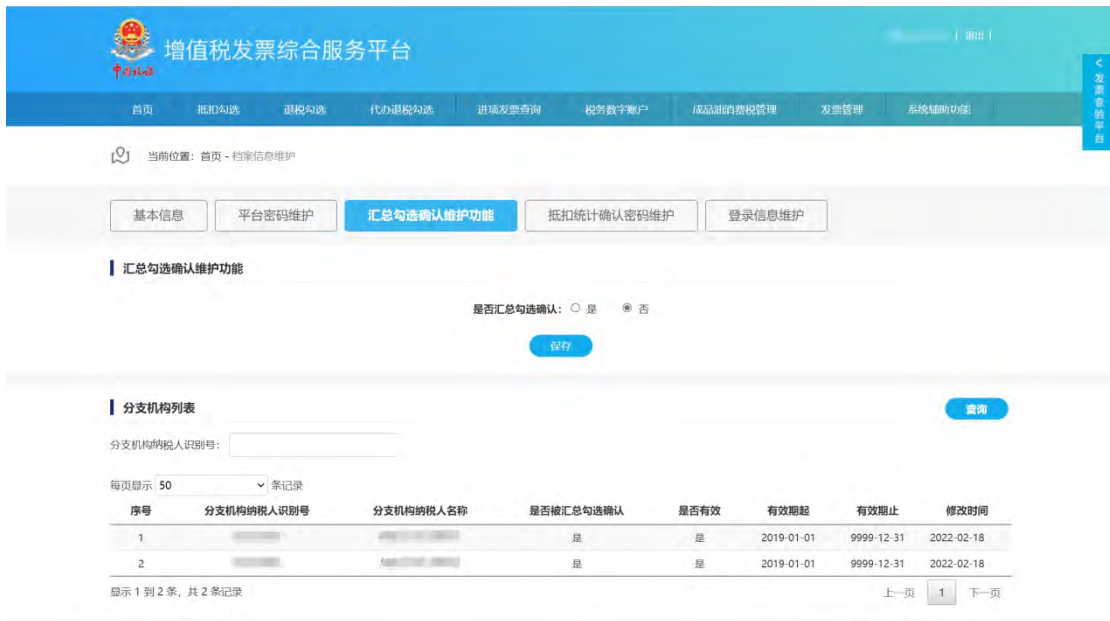 增值税发票综合服务平台
| 退出 |
中国税务
< 发票查验平台
首页 抵扣勾选 退税勾选 代办退税勾选 进项发票查询 税务数字账户 成品油消费税管理 发票管理 系统辅助功能
当前位置：首页 - 档案信息维护
基本信息 平台密码维护 汇总勾选确认维护功能 抵扣统计确认密码维护 登录信息维护
汇总勾选确认维护功能
是否汇总勾选确认： 是 否
保存
分支机构列表 查询
分支机构纳税人识别号：
每页显示 50 条记录
序号 分支机构纳税人识别号 分支机构纳税人名称 是否被汇总勾选确认 是否有效 有效期起 有效期止 修改时间
1 是 是 2019-01-01 9999-12-31 2022-02-18
2 是 是 2019-01-01 9999-12-31 2022-02-18
显示 1 到 2 条，共 2 条记录 上一页 1 下一页